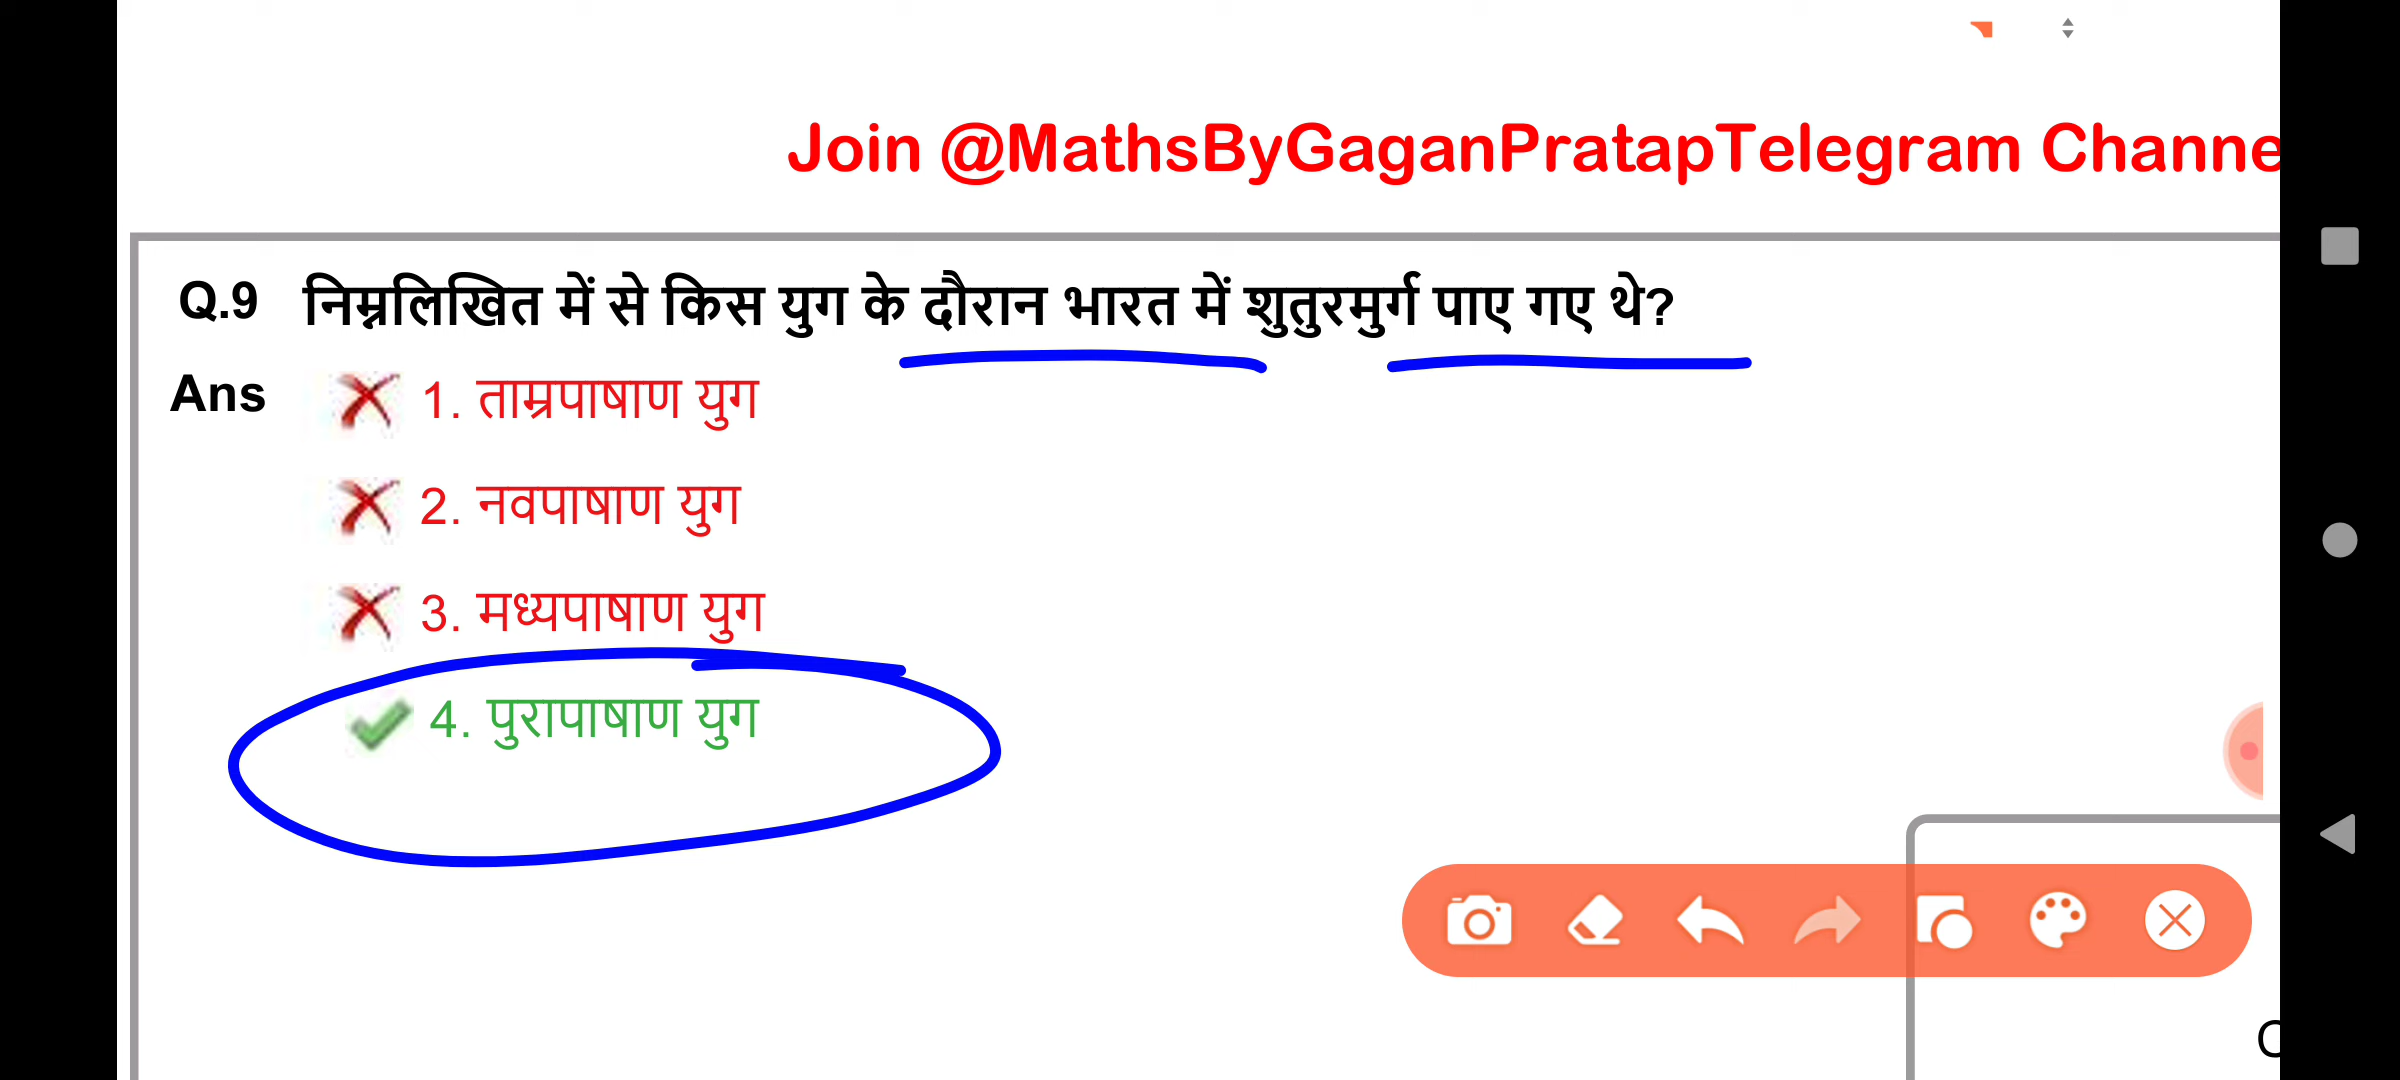 Join @MathsByGaganPratapTelegram Channe
Q.9 निम्नलिखित में से किस युग के दौरान भारत में शुतुरमुर्ग पाए गए थे?
Ans 1. ताम्रपाषाण युग
2. नवपाषाण युग
3. मध्यपाषाण युग
4. पुरापाषाण युग